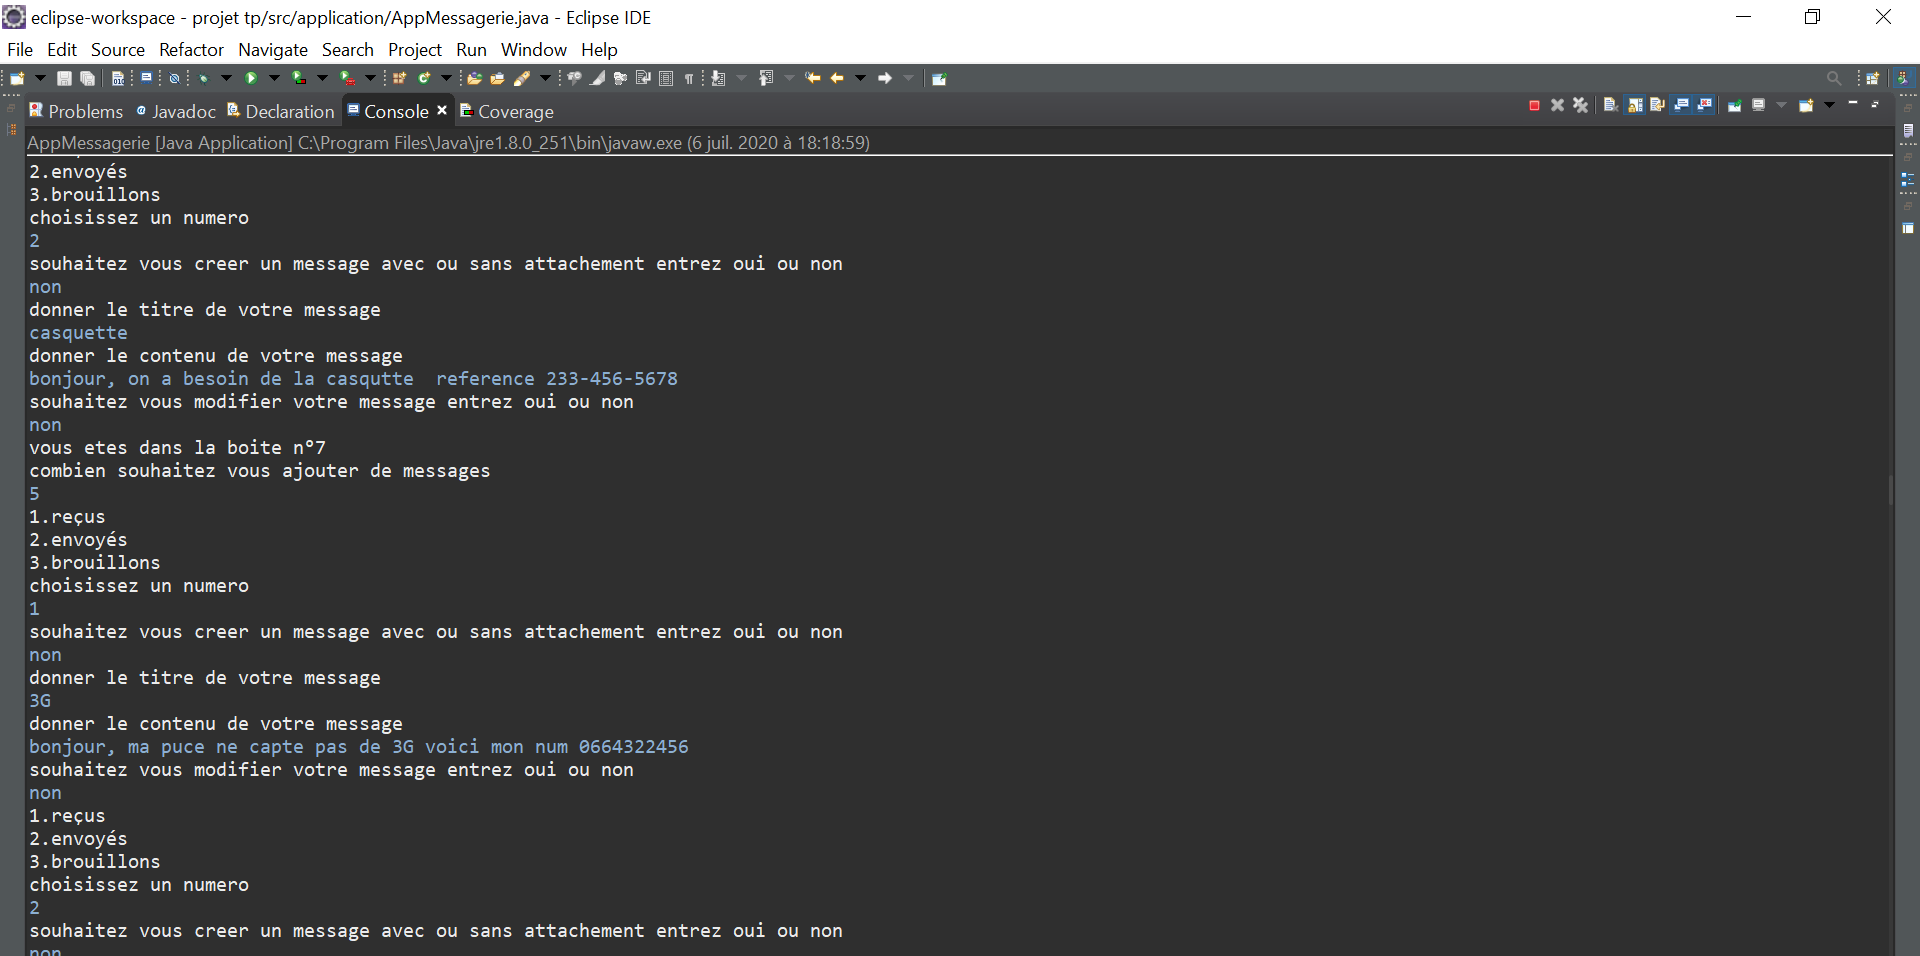 eclipse-workspace - projet tp/src/application/AppMessagerie.java - Eclipse IDE
File Edit Source Refactor Navigate Search Project Run Window Help
Problems Javadoc Declaration Console Coverage
AppMessagerie [Java Application] C:\Program Files\Java\jre1.8.0_251\bin\javaw.exe (6 juil. 2020 à 18:18:59)
2.envoyés
3.brouillons
choisissez un numero
2
souhaitez vous creer un message avec ou sans attachement entrez oui ou non
non
donner le titre de votre message
casquette
donner le contenu de votre message
bonjour, on a besoin de la casqutte  reference 233-456-5678
souhaitez vous modifier votre message entrez oui ou non
non
vous etes dans la boite n°7
combien souhaitez vous ajouter de messages
5
1.reçus
2.envoyés
3.brouillons
choisissez un numero
1
souhaitez vous creer un message avec ou sans attachement entrez oui ou non
non
donner le titre de votre message
3G
donner le contenu de votre message
bonjour, ma puce ne capte pas de 3G voici mon num 0664322456
souhaitez vous modifier votre message entrez oui ou non
non
1.reçus
2.envoyés
3.brouillons
choisissez un numero
2
souhaitez vous creer un message avec ou sans attachement entrez oui ou non
non